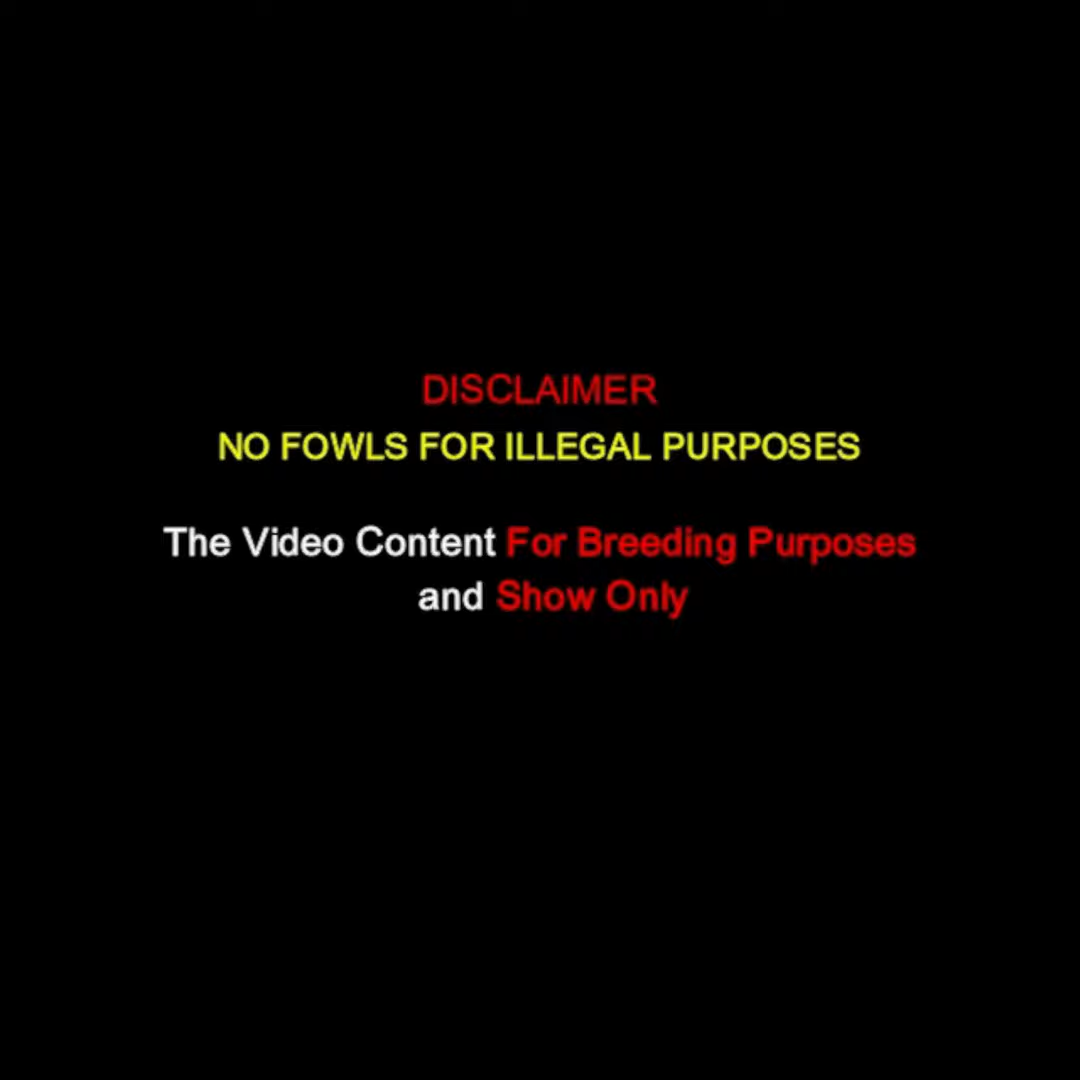 DISCLAIMER
NO FOWLS FOR ILLEGAL PURPOSES
The Video Content For Breeding Purposes
and Show Only